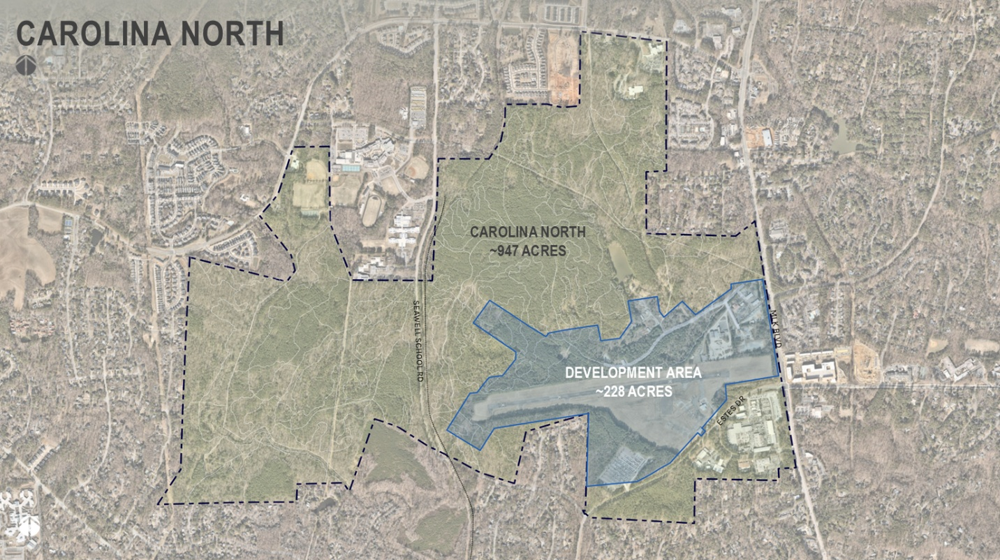 CAROLINA NORTH
CAROLINA NORTH
~947 ACRES
SEAWELL SCHOOL RD
MLK BLVD
DEVELOPMENT AREA
~228 ACRES
ESTES DR